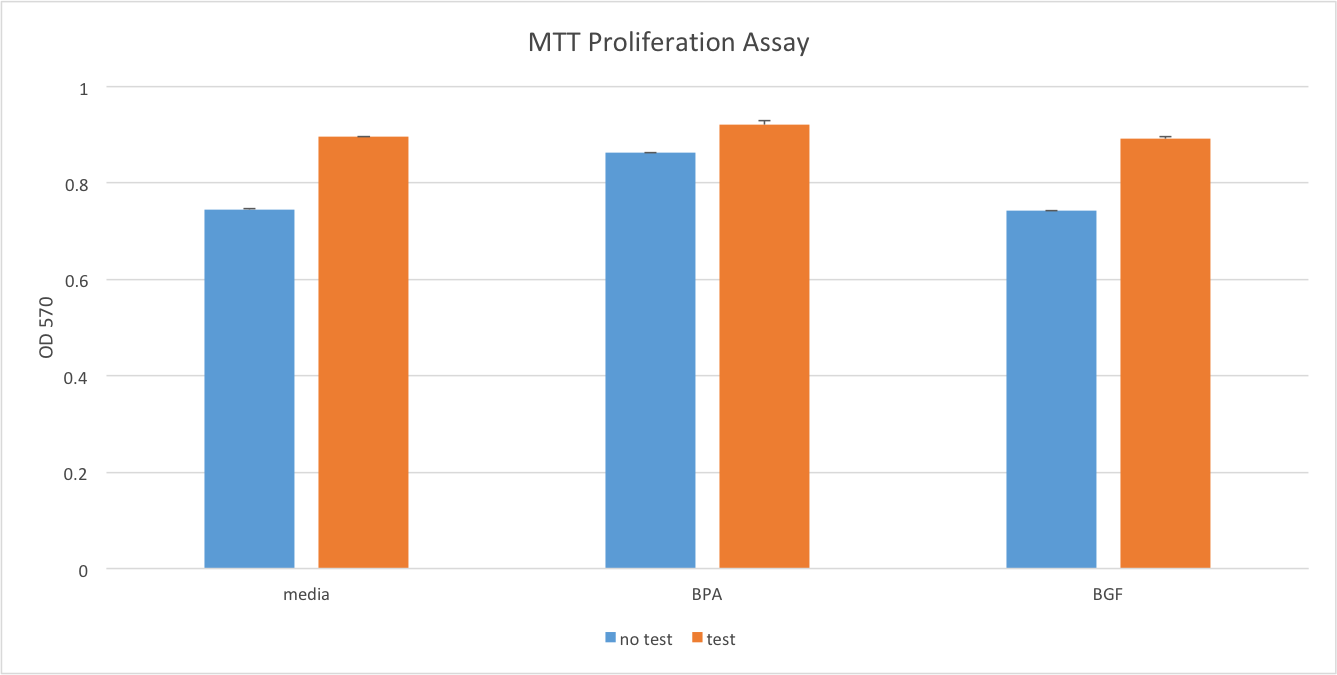 MTT Proliferation Assay
1
0.8
0.6
0.4
0.2
0
OD 570
media BPA BGF
no test test